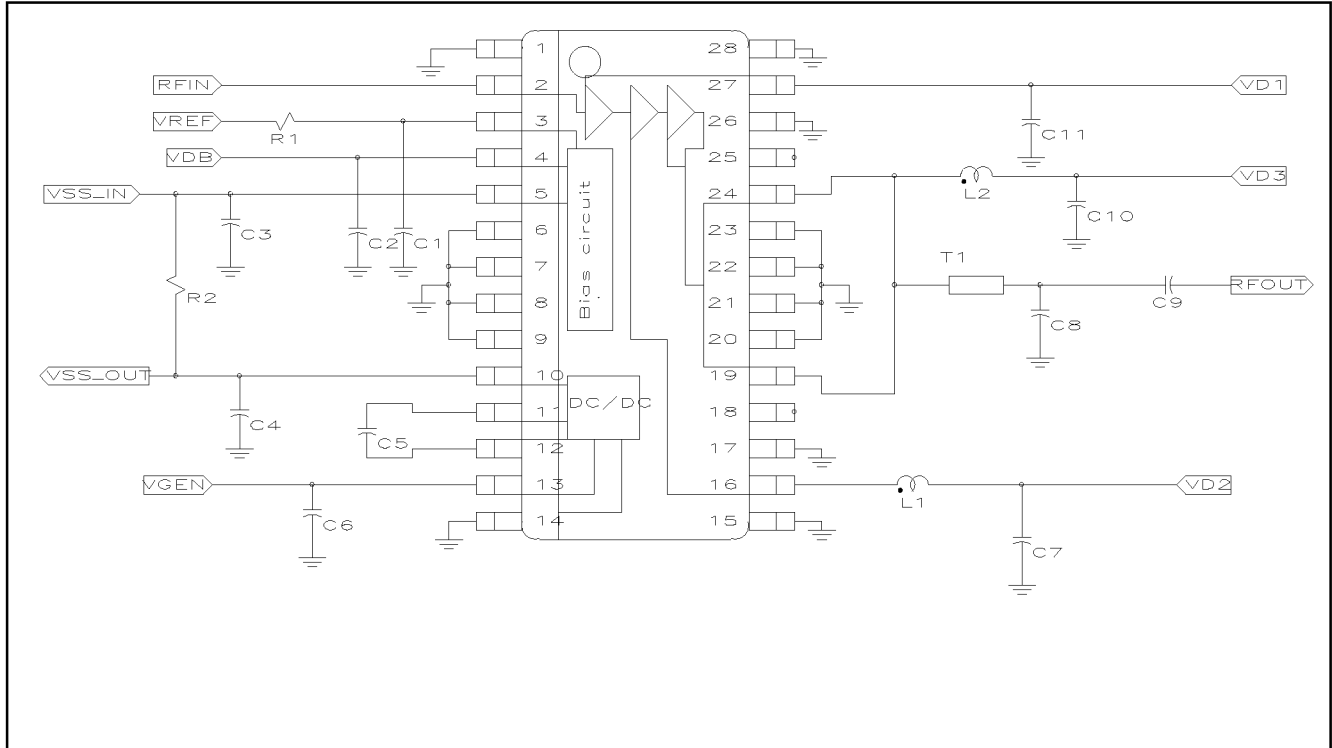 1
28
RFIN
2
27
VD1
VREF
R1
3
26
C11
VDB
4
25
VSS_IN
5
24
L2
VD3
C3
C2
C1
6
23
C10
Bias circuit
7
22
T1
R2
8
21
C9
RFOUT
9
20
C8
VSS_OUT
10
19
DC/DC
C4
C5
11
18
12
17
VGEN
13
16
L1
VD2
C6
14
15
C7